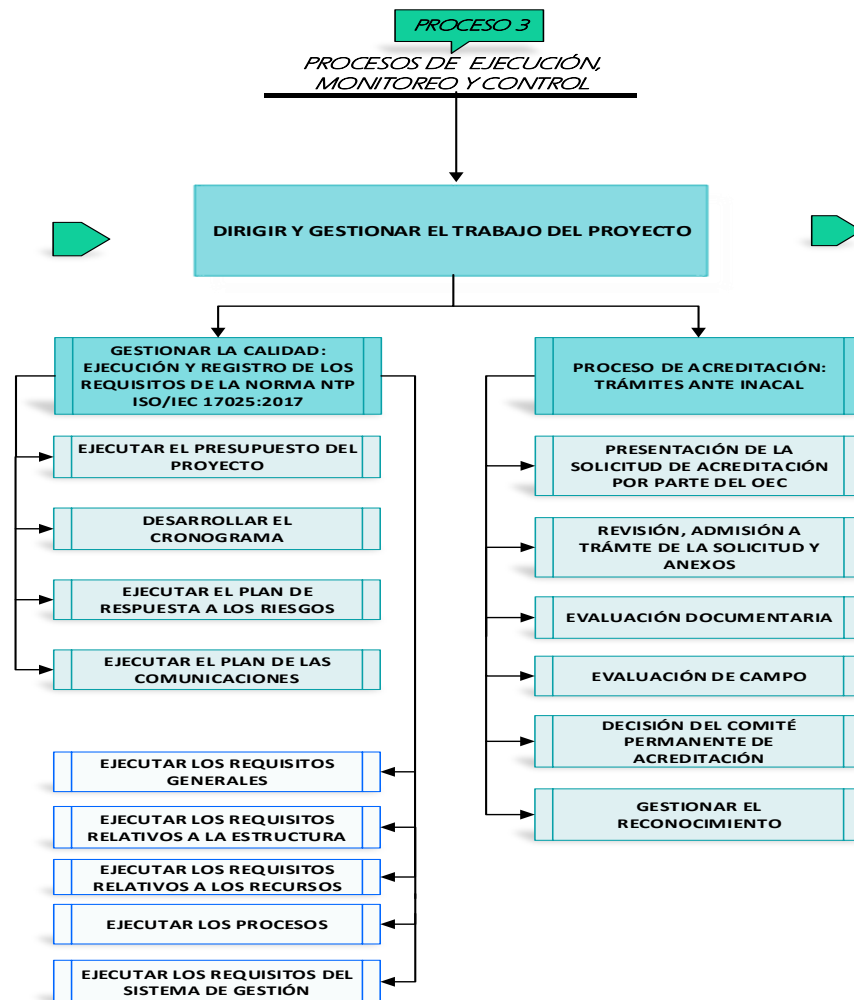 PROCESO 3
PROCESOS DE EJECUCIÓN,
MONITOREO Y CONTROL
DIRIGIR Y GESTIONAR EL TRABAJO DEL PROYECTO
GESTIONAR LA CALIDAD:
EJECUCIÓN Y REGISTRO DE LOS
REQUISITOS DE LA NORMA NTP
ISO/IEC 17025:2017
EJECUTAR EL PRESUPUESTO DEL
PROYECTO
DESARROLLAR EL
CRONOGRAMA
EJECUTAR EL PLAN DE
RESPUESTA A LOS RIESGOS
EJECUTAR EL PLAN DE LAS
COMUNICACIONES
EJECUTAR LOS REQUISITOS
GENERALES
EJECUTAR LOS REQUISITOS
RELATIVOS A LA ESTRUCTURA
EJECUTAR LOS REQUISITOS
RELATIVOS A LOS RECURSOS
EJECUTAR LOS PROCESOS
EJECUTAR LOS REQUISITOS DEL
SISTEMA DE GESTIÓN
PROCESO DE ACREDITACIÓN:
TRÁMITES ANTE INACAL
PRESENTACIÓN DE LA
SOLICITUD DE ACREDITACIÓN
POR PARTE DEL OEC
REVISIÓN, ADMISIÓN A
TRÁMTE DE LA SOLICITUD Y
ANEXOS
EVALUACIÓN DOCUMENTARIA
EVALUACIÓN DE CAMPO
DECISIÓN DEL COMITÉ
PERMANENTE DE
ACREDITACIÓN
GESTIONAR EL
RECONOCIMIENTO